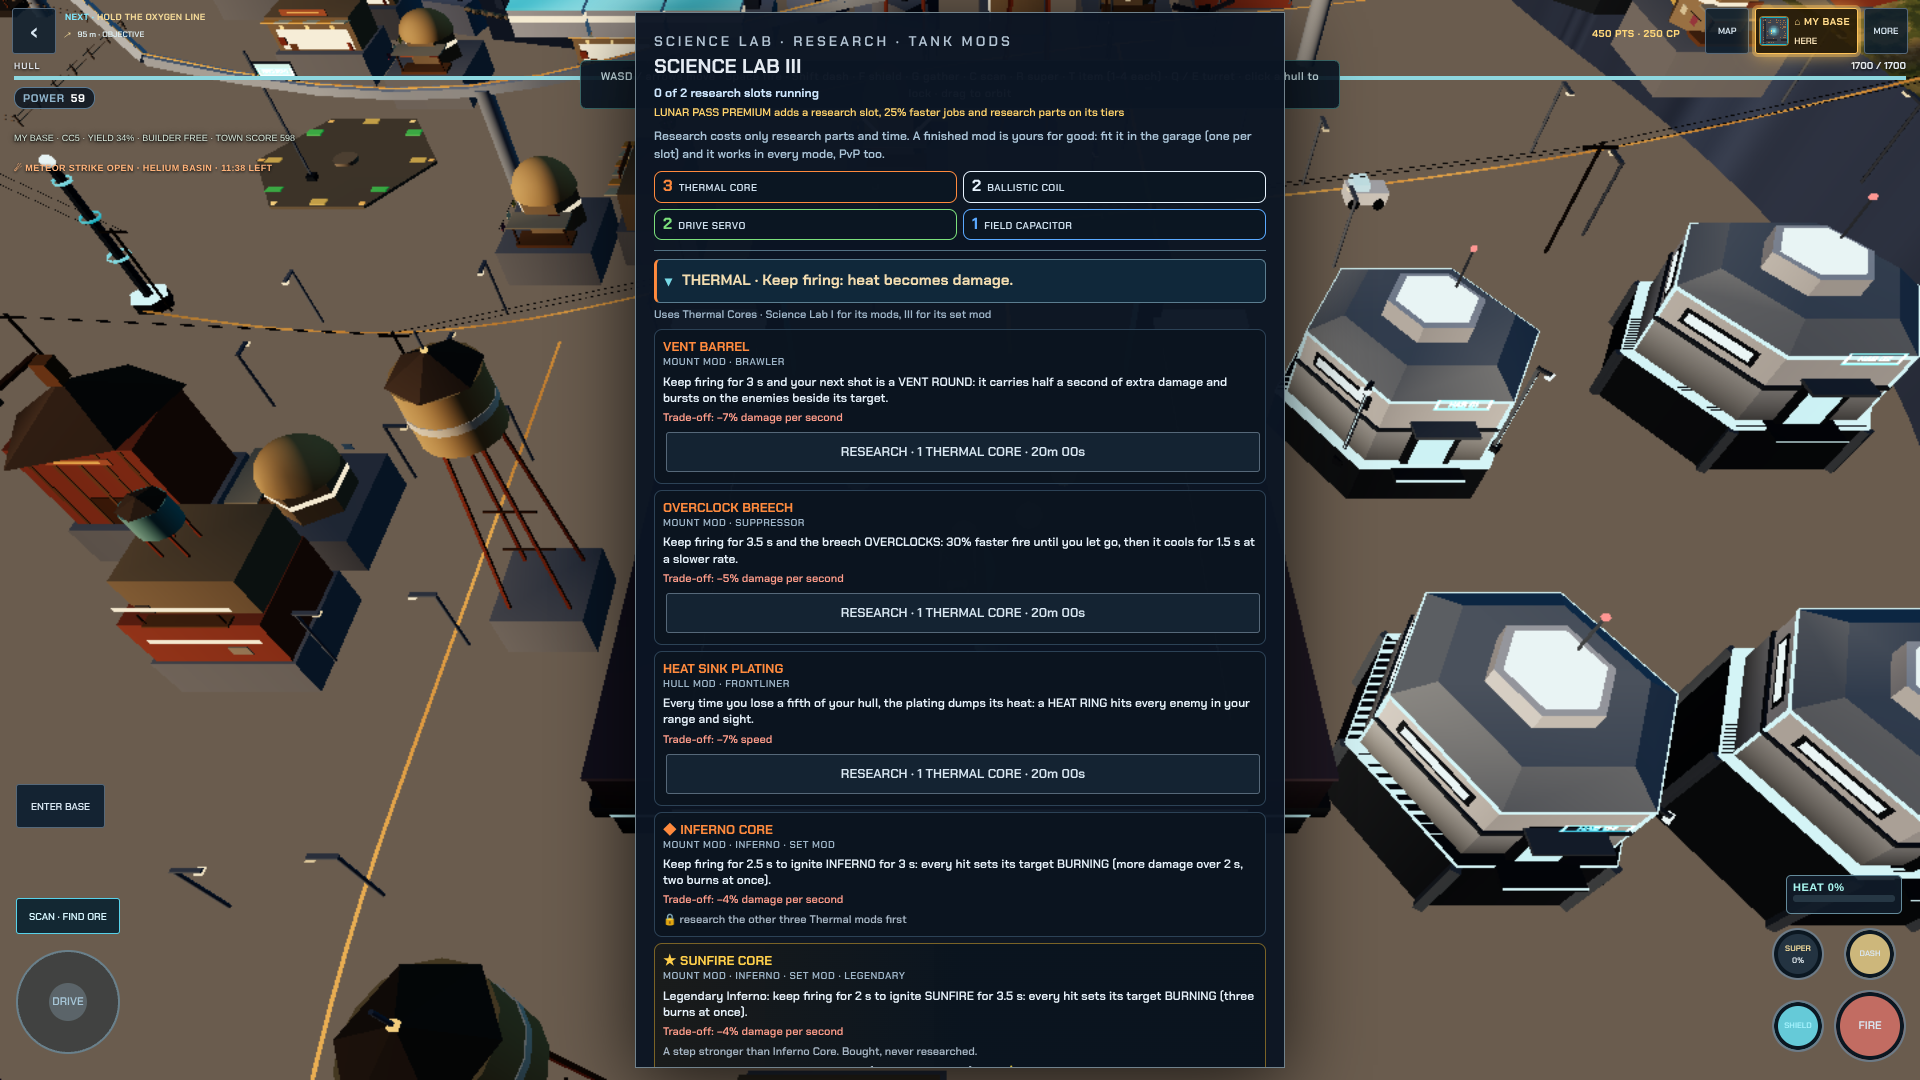 NEXT · HOLD THE OXYGEN LINE
95 m · OBJECTIVE
HULL
POWER 59
MY BASE · CC5 · YIELD 34% · BUILDER FREE · TOWN SCORE 598
METEOR STRIKE OPEN · HELIUM BASIN · 11:38 LEFT
450 PTS · 250 CP
MAP
⌂ MY BASE
HERE
MORE
1700 / 1700
WASD
hull to
SCIENCE LAB · RESEARCH · TANK MODS
SCIENCE LAB III
0 of 2 research slots running
LUNAR PASS PREMIUM adds a research slot, 25% faster jobs and research parts on its tiers
Research costs only research parts and time. A finished mod is yours for good: fit it in the garage (one per
slot) and it works in every mode, PvP too.
3 THERMAL CORE
2 BALLISTIC COIL
2 DRIVE SERVO
1 FIELD CAPACITOR
▼ THERMAL · Keep firing: heat becomes damage.
Uses Thermal Cores · Science Lab I for its mods, III for its set mod
VENT BARREL
MOUNT MOD · BRAWLER
Keep firing for 3 s and your next shot is a VENT ROUND: it carries half a second of extra damage and
bursts on the enemies beside its target.
Trade-off: −7% damage per second
RESEARCH · 1 THERMAL CORE · 20m 00s
OVERCLOCK BREECH
MOUNT MOD · SUPPRESSOR
Keep firing for 3.5 s and the breech OVERCLOCKS: 30% faster fire until you let go, then it cools for 1.5 s at
a slower rate.
Trade-off: −5% damage per second
RESEARCH · 1 THERMAL CORE · 20m 00s
HEAT SINK PLATING
HULL MOD · FRONTLINER
Every time you lose a fifth of your hull, the plating dumps its heat: a HEAT RING hits every enemy in your
range and sight.
Trade-off: −7% speed
RESEARCH · 1 THERMAL CORE · 20m 00s
◆ INFERNO CORE
MOUNT MOD · INFERNO · SET MOD
Keep firing for 2.5 s to ignite INFERNO for 3 s: every hit sets its target BURNING (more damage over 2 s,
two burns at once).
Trade-off: −4% damage per second
🔒 research the other three Thermal mods first
★ SUNFIRE CORE
MOUNT MOD · INFERNO · SET MOD · LEGENDARY
Legendary Inferno: keep firing for 2 s to ignite SUNFIRE for 3.5 s: every hit sets its target BURNING (three
burns at once).
Trade-off: −4% damage per second
A step stronger than Inferno Core. Bought, never researched.
ENTER BASE
SCAN · FIND ORE
DRIVE
HEAT 0%
SUPER
0%
DASH
SHIELD
FIRE